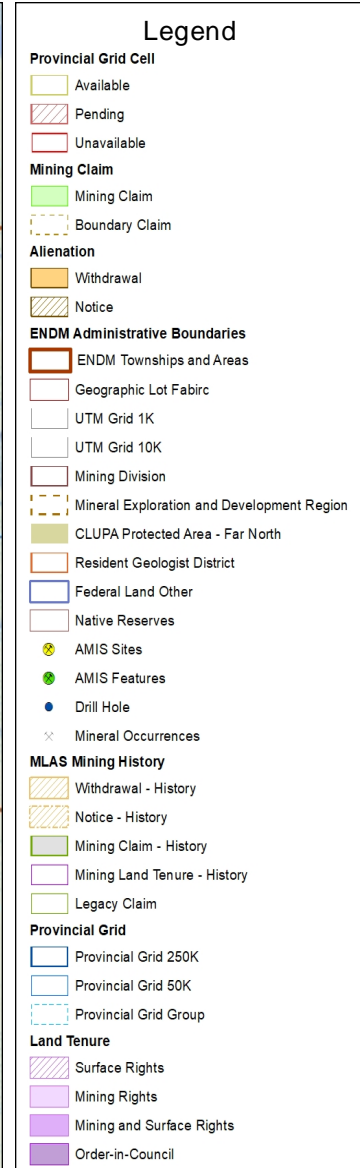 Legend
Provincial Grid Cell
Available
Pending
Unavailable
Mining Claim
Mining Claim
Boundary Claim
Alienation
Withdrawal
Notice
ENDM Administrative Boundaries
ENDM Townships and Areas
Geographic Lot Fabirc
UTM Grid 1K
UTM Grid 10K
Mining Division
Mineral Exploration and Development Region
CLUPA Protected Area - Far North
Resident Geologist District
Federal Land Other
Native Reserves
AMIS Sites
AMIS Features
Drill Hole
Mineral Occurrences
MLAS Mining History
Withdrawal - History
Notice - History
Mining Claim - History
Mining Land Tenure - History
Legacy Claim
Provincial Grid
Provincial Grid 250K
Provincial Grid 50K
Provincial Grid Group
Land Tenure
Surface Rights
Mining Rights
Mining and Surface Rights
Order-in-Council